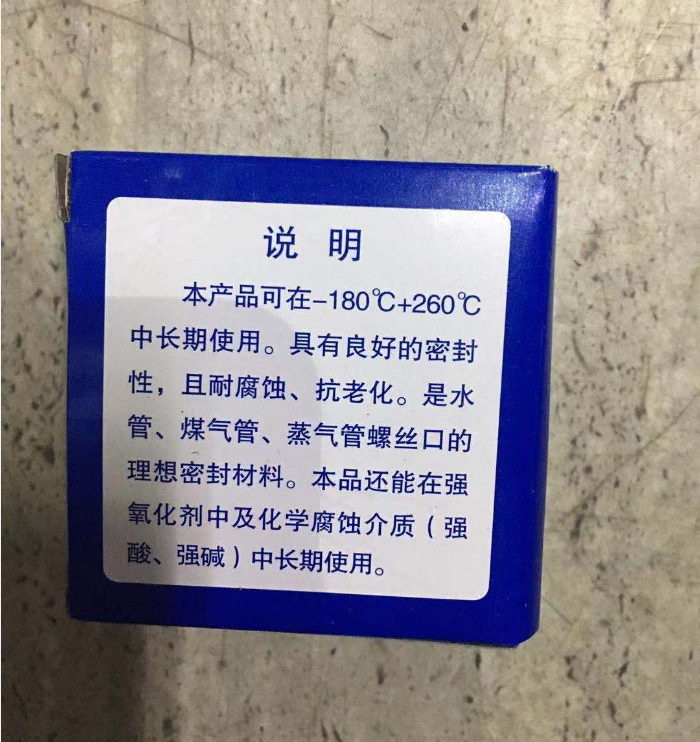 说 明
本产品可在-180℃+260℃
中长期使用。具有良好的密封
性，且耐腐蚀、抗老化。是水
管、煤气管、蒸气管螺丝口的
理想密封材料。本品还能在强
氧化剂中及化学腐蚀介质（强
酸、强碱）中长期使用。